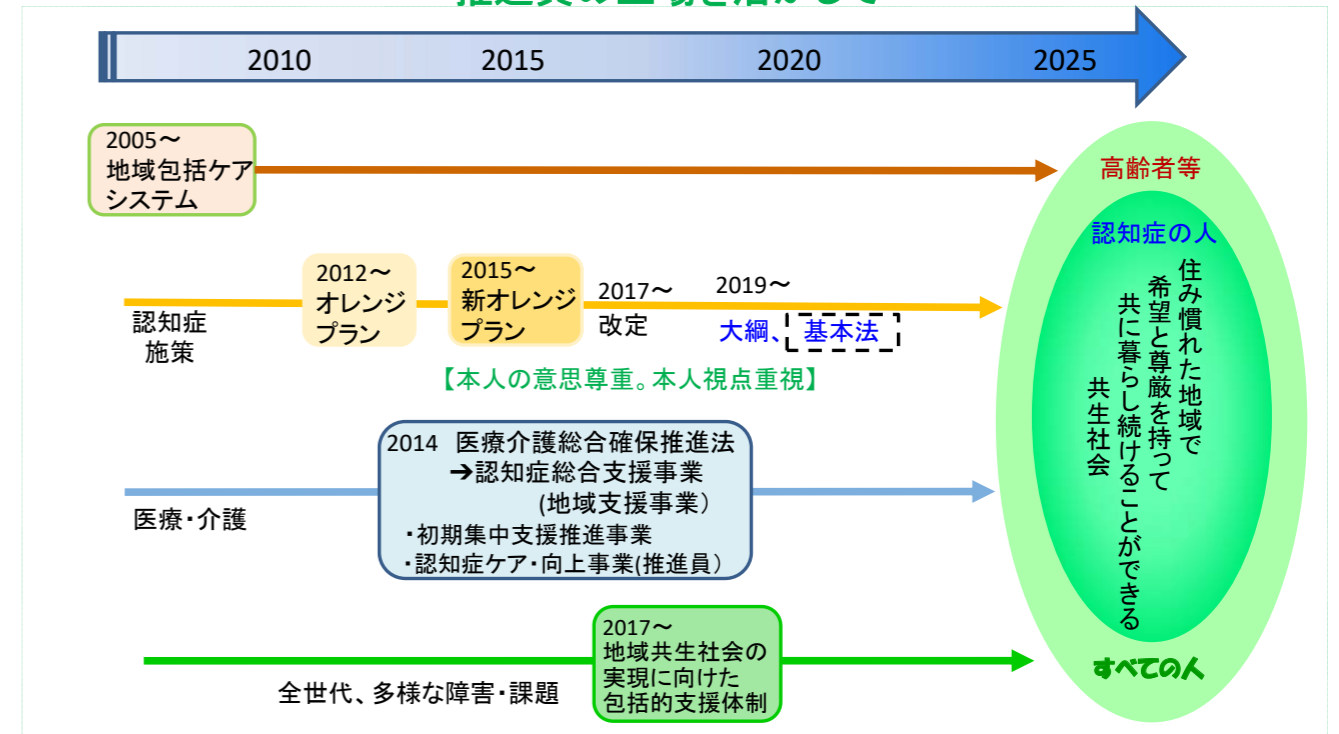 2010 2015 2020 2025
2005～
地域包括ケア
システム
高齢者等
認知症の人
住み慣れた地域で
希望と尊厳を持って
共に暮らし続けることができる
共生社会
すべての人
認知症
施策
2012～
オレンジ
プラン
2015～
新オレンジ
プラン
2017～
改定
2019～
大綱、基本法
【本人の意思尊重。本人視点重視】
医療・介護
2014 医療介護総合確保推進法
➔認知症総合支援事業
(地域支援事業）
・初期集中支援推進事業
・認知症ケア・向上事業(推進員）
全世代、多様な障害・課題
2017～
地域共生社会の
実現に向けた
包括的支援体制